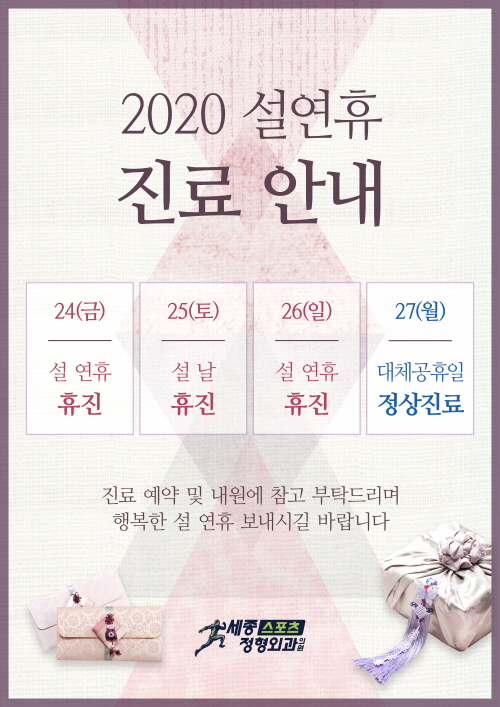 2020 설연휴
진료 안내
24(금)
설 연휴
휴진
25(토)
설 날
휴진
26(일)
설 연휴
휴진
27(월)
대체공휴일
정상진료
진료 예약 및 내원에 참고 부탁드리며
행복한 설 연휴 보내시길 바랍니다
세종 스포츠
정형외과의원